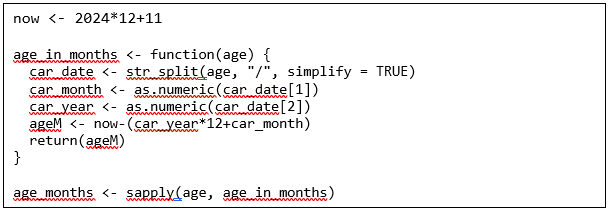 now <- 2024*12+11
age_in_months <- function(age) {
car_date <- str_split(age, "/", simplify = TRUE)
car_month <- as.numeric(car_date[1])
car_year <- as.numeric(car_date[2])
ageM <- now-(car_year*12+car_month)
return(ageM)
}
age_months <- sapply(age, age_in_months)